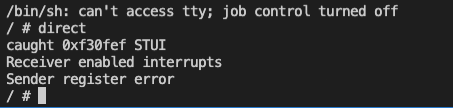 /bin/sh: can't access tty; job control turned off
/ # direct
caught 0xf30fef STUI
Receiver enabled interrupts
Sender register error
/ #